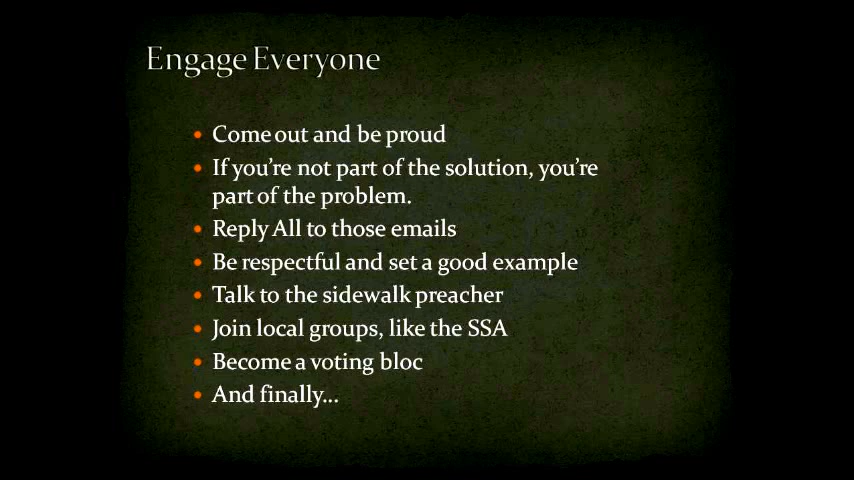 Engage Everyone
Come out and be proud
If you're not part of the solution, you're
part of the problem.
Reply All to those emails
Be respectful and set a good example
Talk to the sidewalk preacher
Join local groups, like the SSA
Become a voting bloc
And finally...